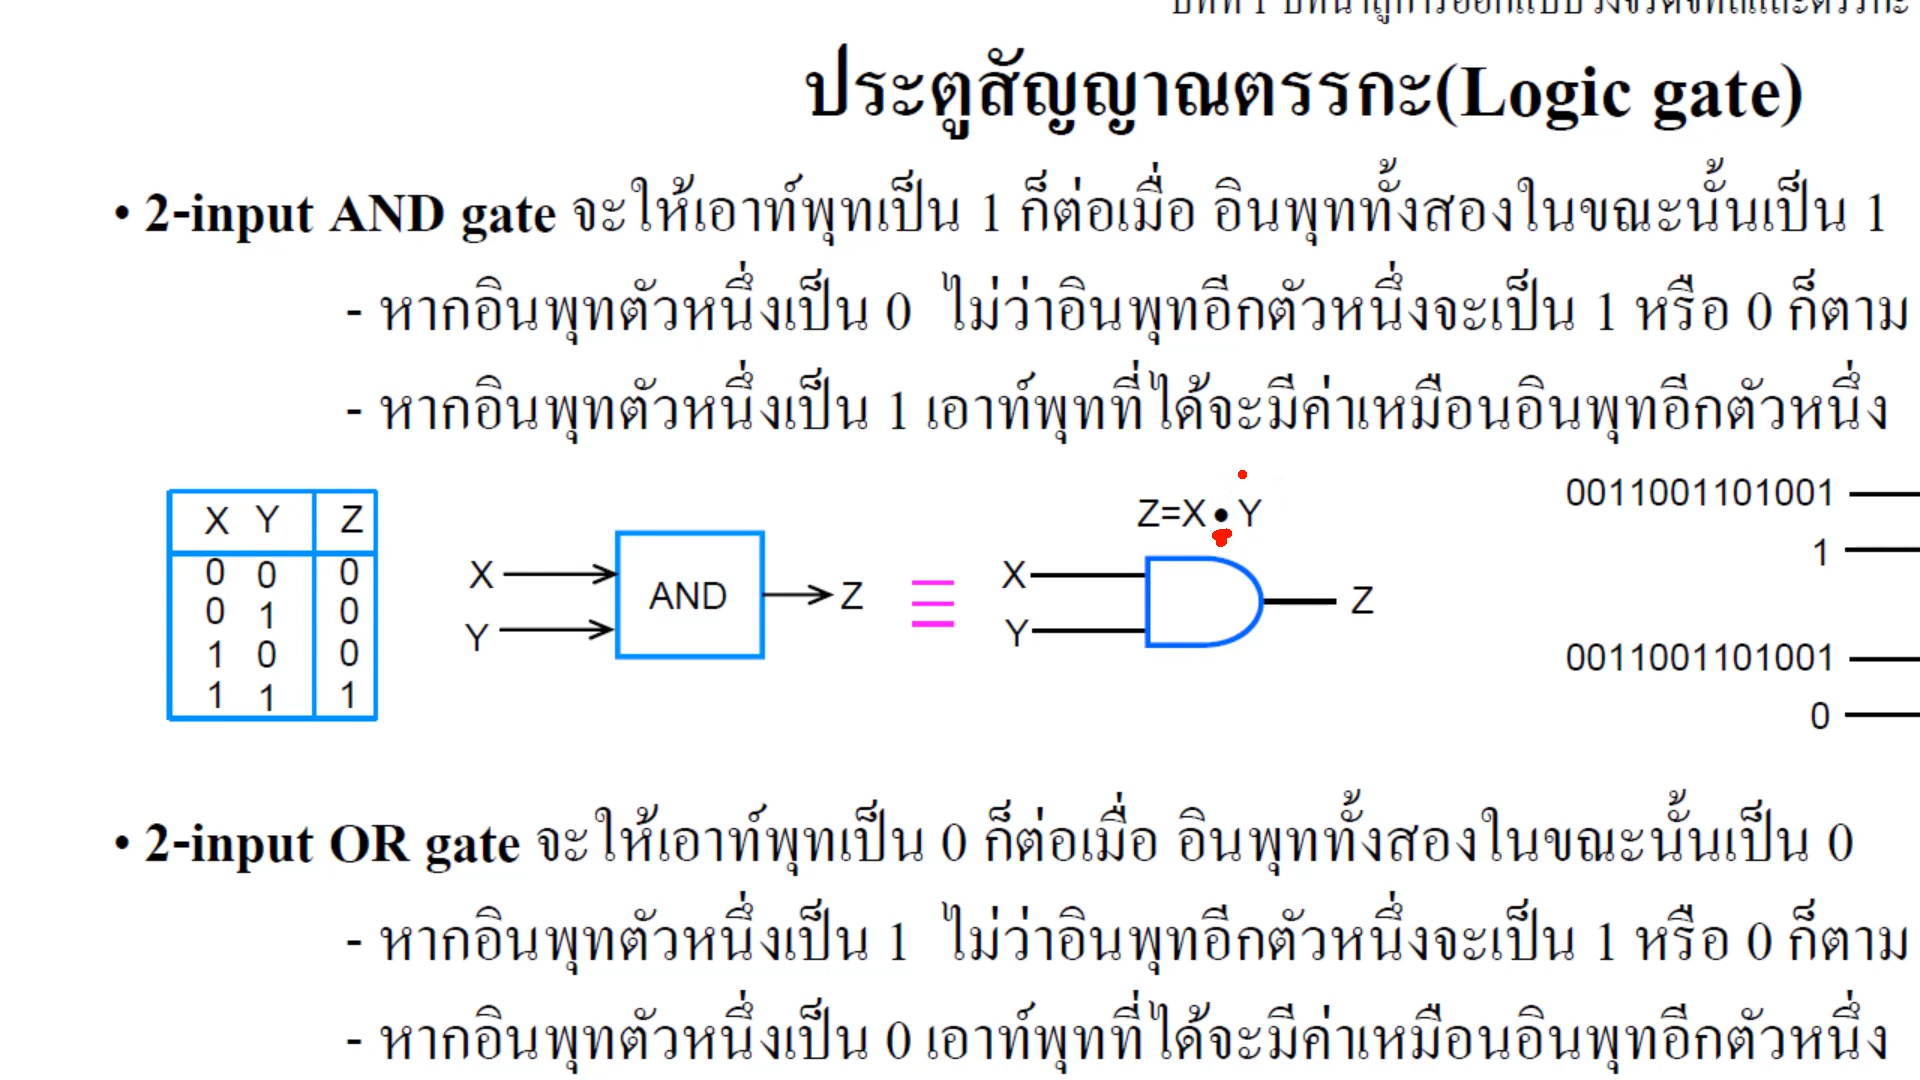 ประตูสัญญาณตรรกะ(Logic gate)
• 2-input AND gate จะให้เอาท์พุทเป็น 1 ก็ต่อเมื่อ อินพุททั้งสองในขณะนั้นเป็น 1
- หากอินพุทตัวหนึ่งเป็น 0 ไม่ว่าอินพุทอีกตัวหนึ่งจะเป็น 1 หรือ 0 ก็ตาม
- หากอินพุทตัวหนึ่งเป็น 1 เอาท์พุทที่ได้จะมีค่าเหมือนอินพุทอีกตัวหนึ่ง
X Y Z
0 0 0
0 1 0
1 0 0
1 1 1
X
Y
AND
Z
Z=X•Y
X
Y
Z
0011001101001
1
0011001101001
0
• 2-input OR gate จะให้เอาท์พุทเป็น 0 ก็ต่อเมื่อ อินพุททั้งสองในขณะนั้นเป็น 0
- หากอินพุทตัวหนึ่งเป็น 1 ไม่ว่าอินพุทอีกตัวหนึ่งจะเป็น 1 หรือ 0 ก็ตาม
- หากอินพุทตัวหนึ่งเป็น 0 เอาท์พุทที่ได้จะมีค่าเหมือนอินพุทอีกตัวหนึ่ง